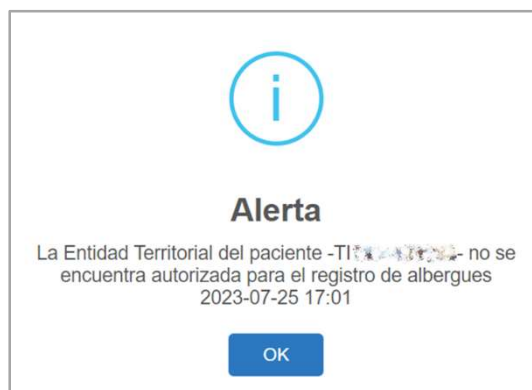 i
Alerta
La Entidad Territorial del paciente -TI - no se
encuentra autorizada para el registro de albergues
2023-07-25 17:01
OK